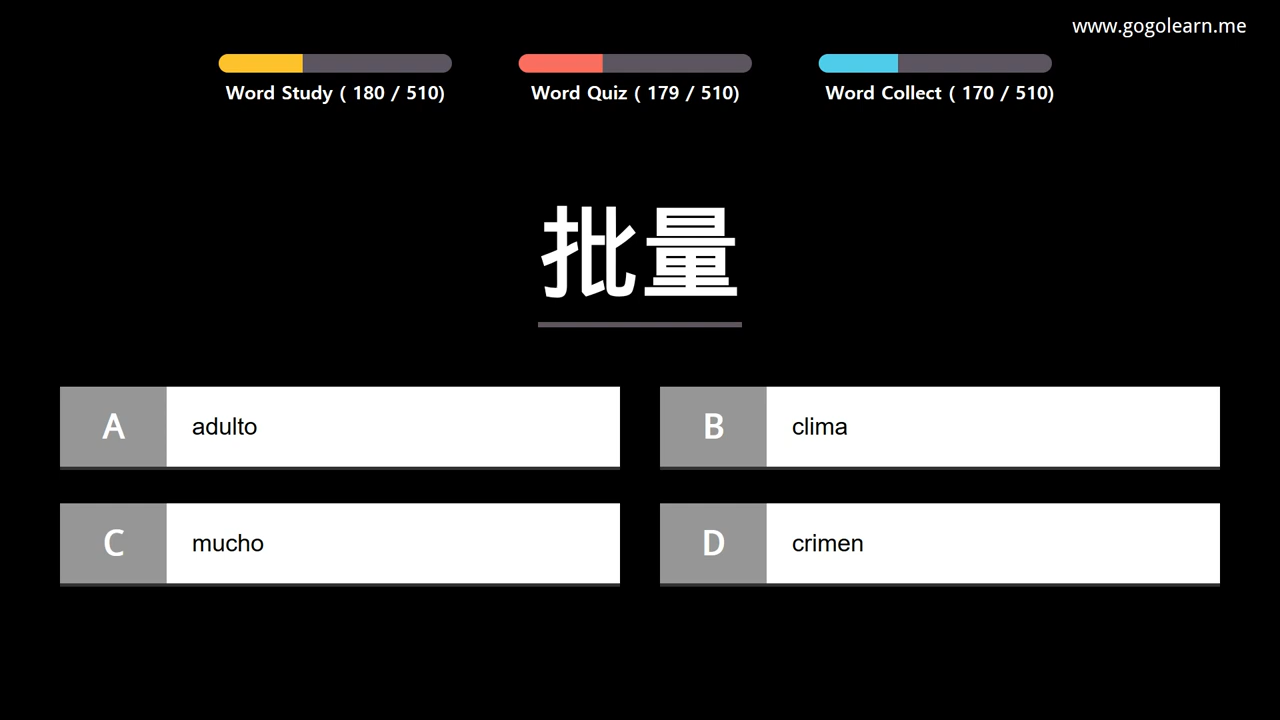 www.gogolearn.me
Word Study ( 180 / 510)
Word Quiz ( 179 / 510)
Word Collect ( 170 / 510)
批量
A adulto
B clima
C mucho
D crimen